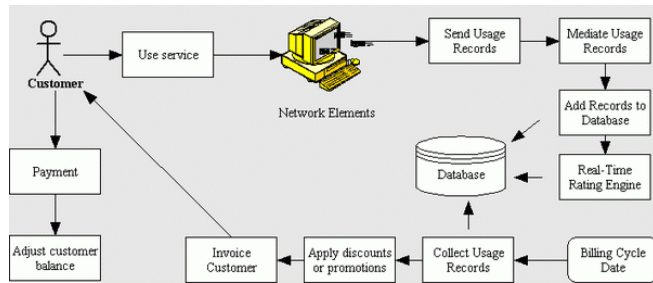 Customer
Use service
Network Elements
Send Usage
Records
Mediate Usage
Records
Add Records to
Database
Real-Time
Rating Engine
Database
Payment
Adjust customer
balance
Invoice
Customer
Apply discounts
or promotions
Collect Usage
Records
Billing Cycle
Date